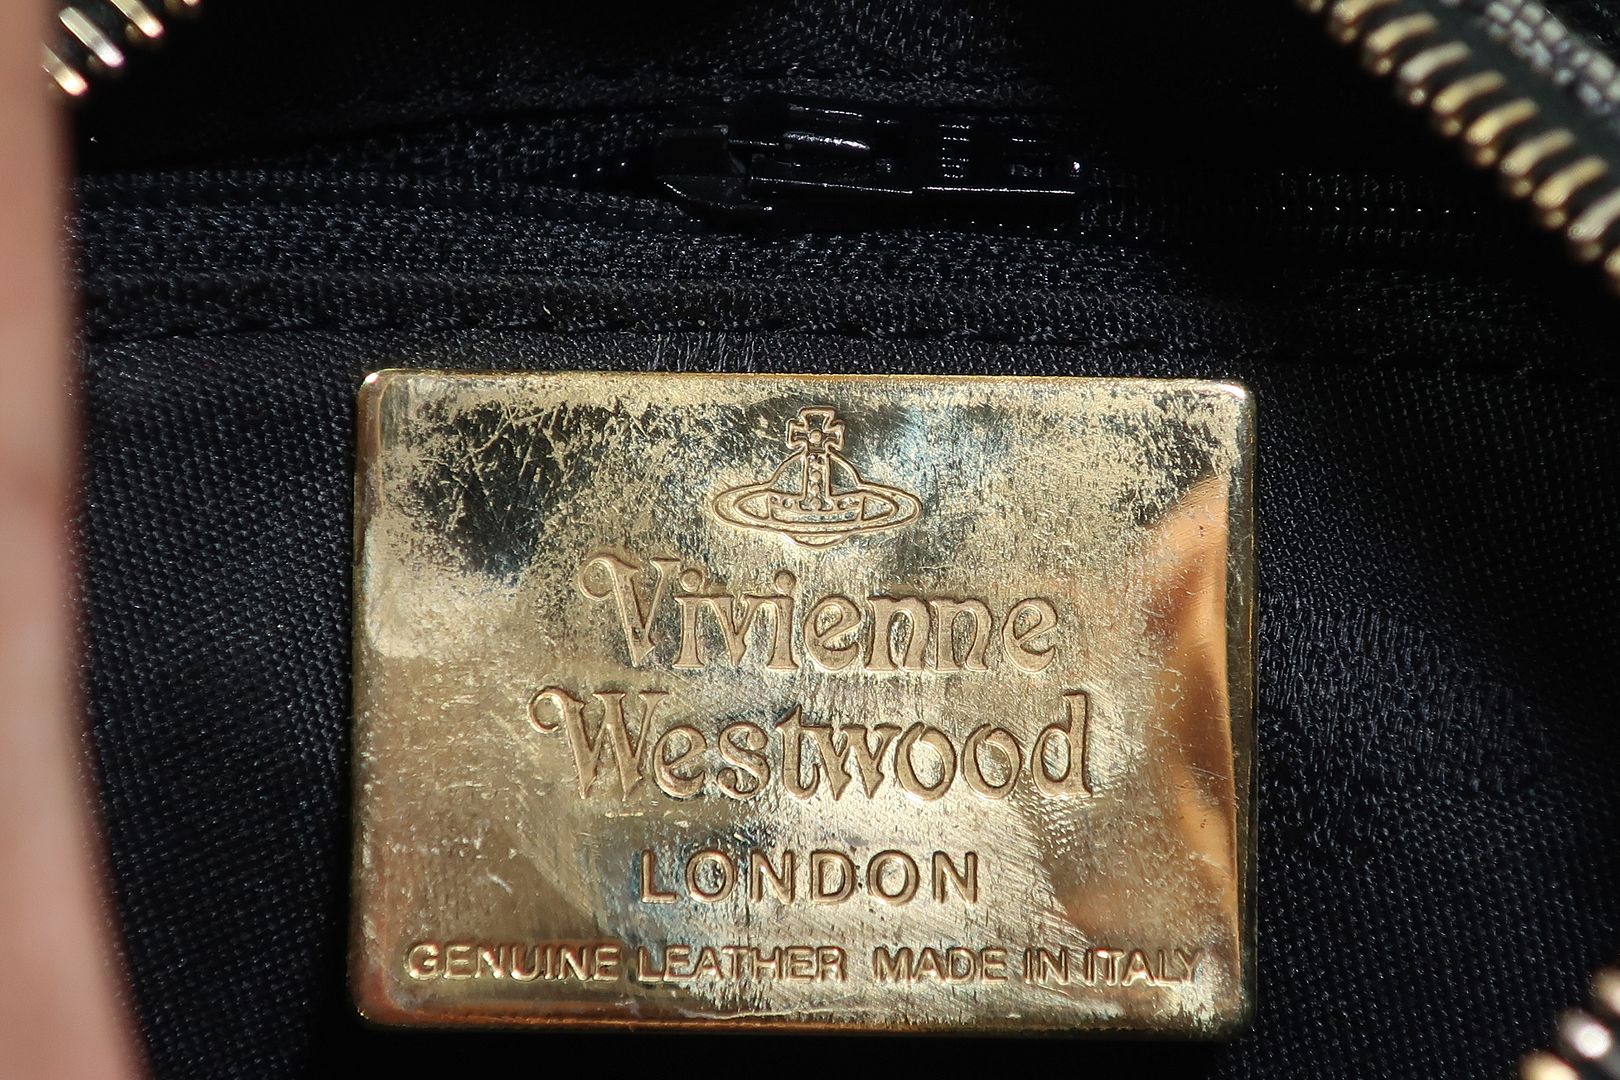 Vivienne
Westwood
LONDON
GENUINE LEATHER MADE IN ITALY